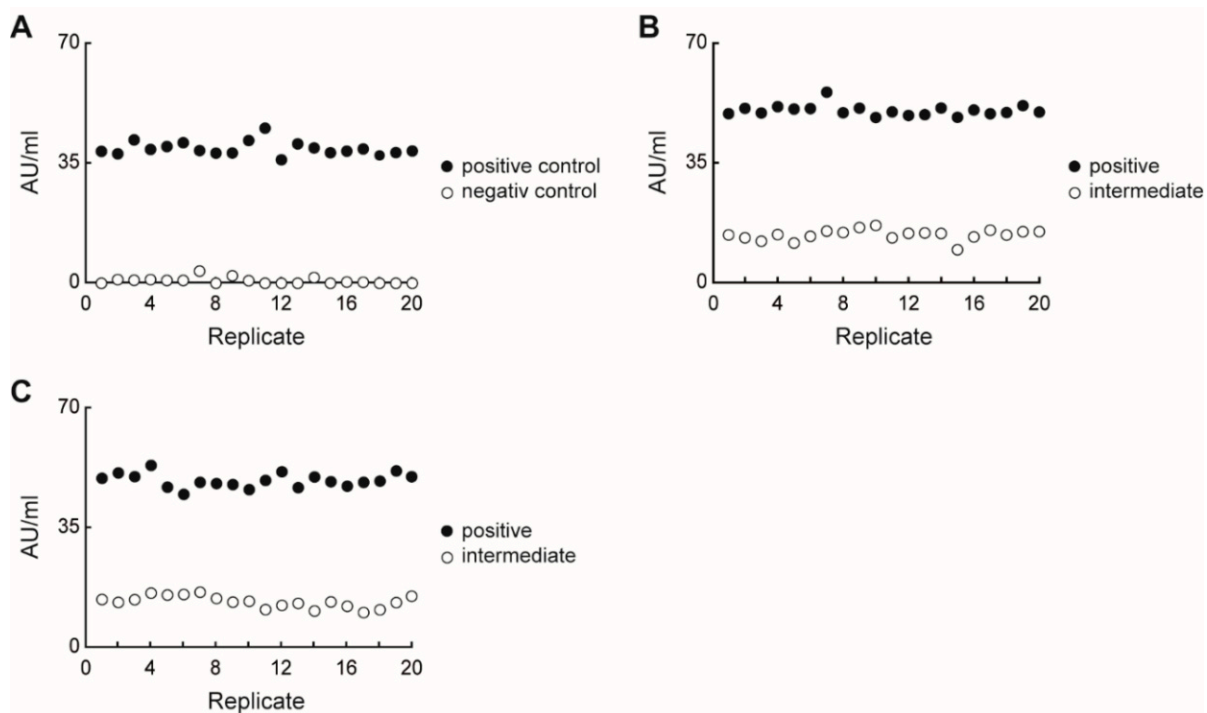 A
70
35
0
AU/ml
0 4 8 12 16 20
Replicate
positive control
negativ control
B
70
35
0
AU/ml
0 4 8 12 16 20
Replicate
positive
intermediate
C
70
35
0
AU/ml
0 4 8 12 16 20
Replicate
positive
intermediate